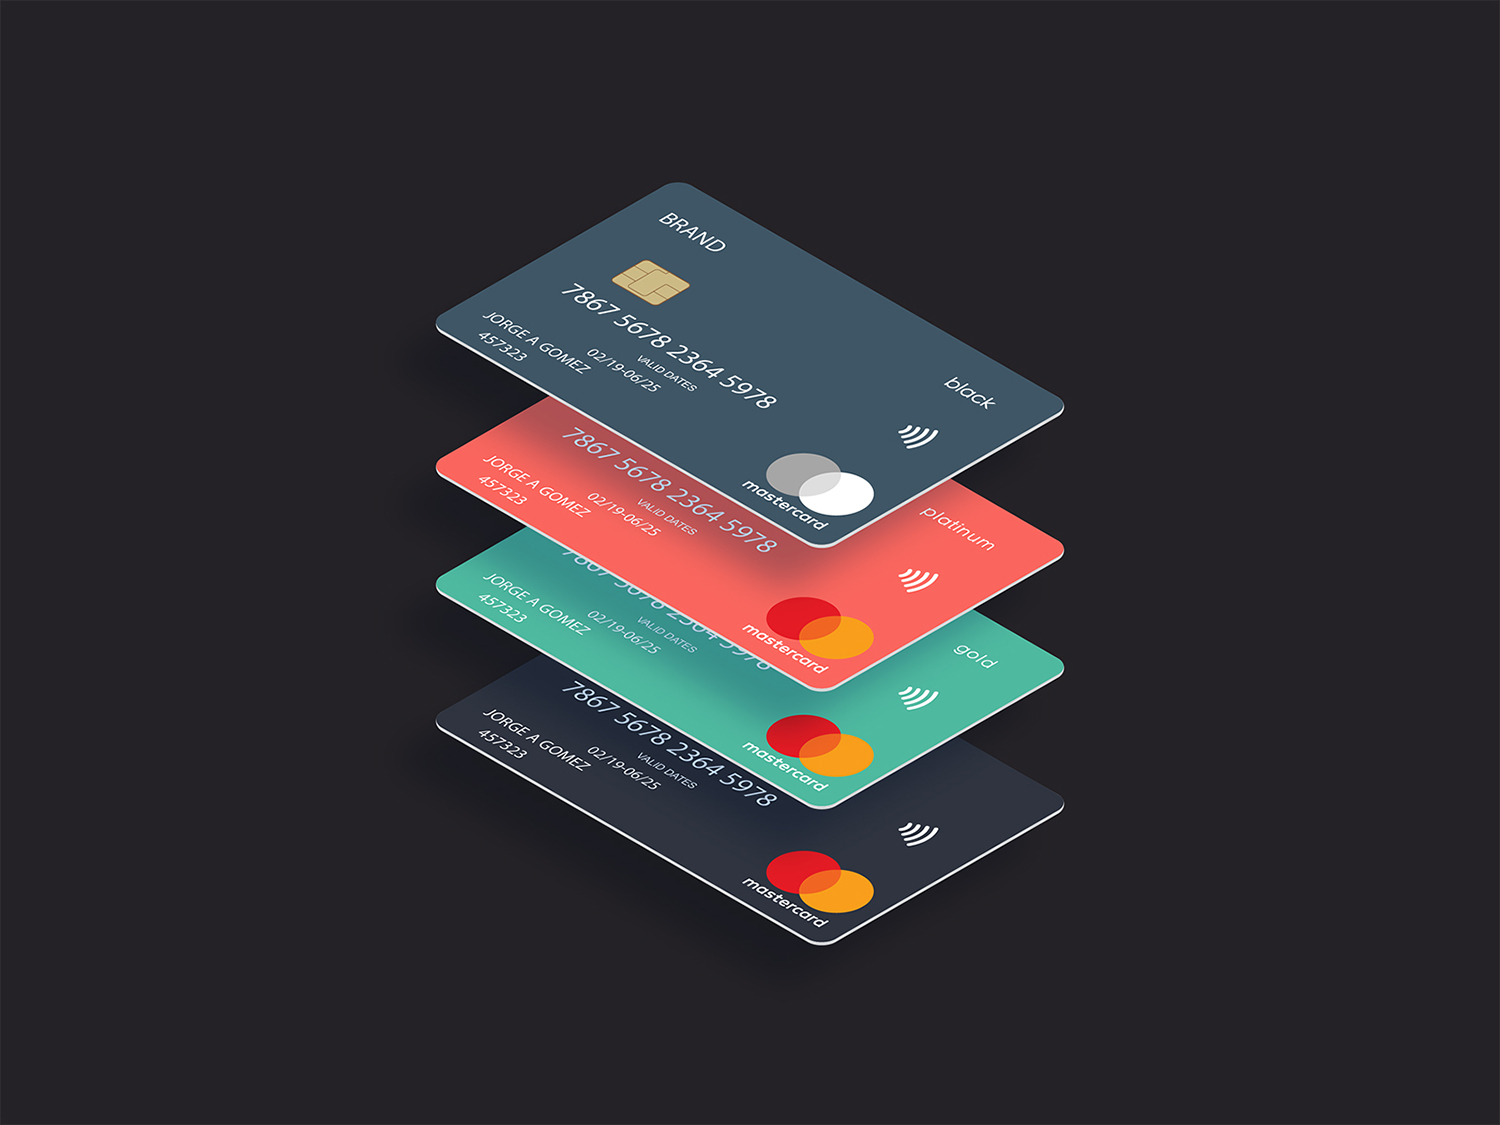 BRAND
7867 5678 2364 5978
VALID DATES
02/19-06/25
JORGE A GOMEZ
457323
black
mastercard
7867 5678 2364 5978
VALID DATES
02/19-06/25
JORGE A GOMEZ
457323
platinum
mastercard
VALID DATES
02/19-06/25
JORGE A GOMEZ
457323
gold
mastercard
7867 5678 2364 5978
VALID DATES
02/19-06/25
JORGE A GOMEZ
457323
mastercard